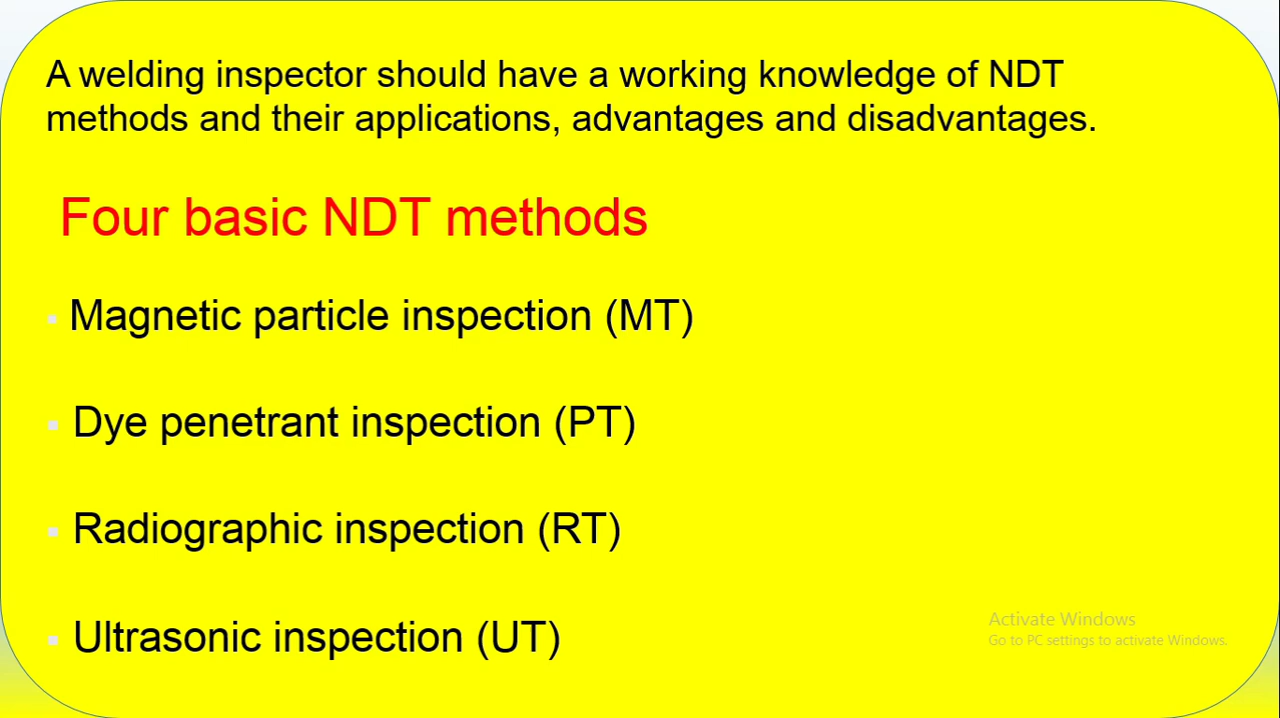 A welding inspector should have a working knowledge of NDT
methods and their applications, advantages and disadvantages.
Four basic NDT methods
▪ Magnetic particle inspection (MT)
▪ Dye penetrant inspection (PT)
▪ Radiographic inspection (RT)
▪ Ultrasonic inspection (UT)
Activate Windows
Go to PC settings to activate Windows.